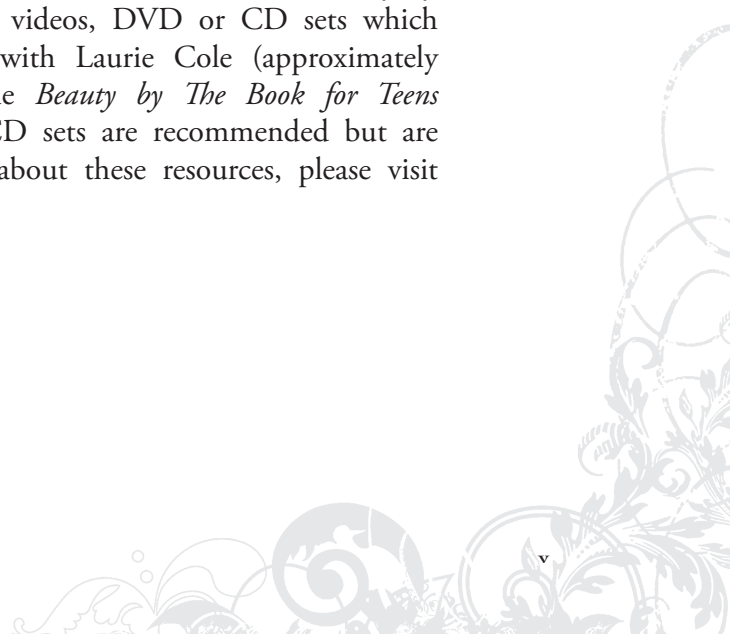 videos, DVD or CD sets which
with Laurie Cole (approximately
Beauty by The Book for Teens
CD sets are recommended but are
about these resources, please visit
v